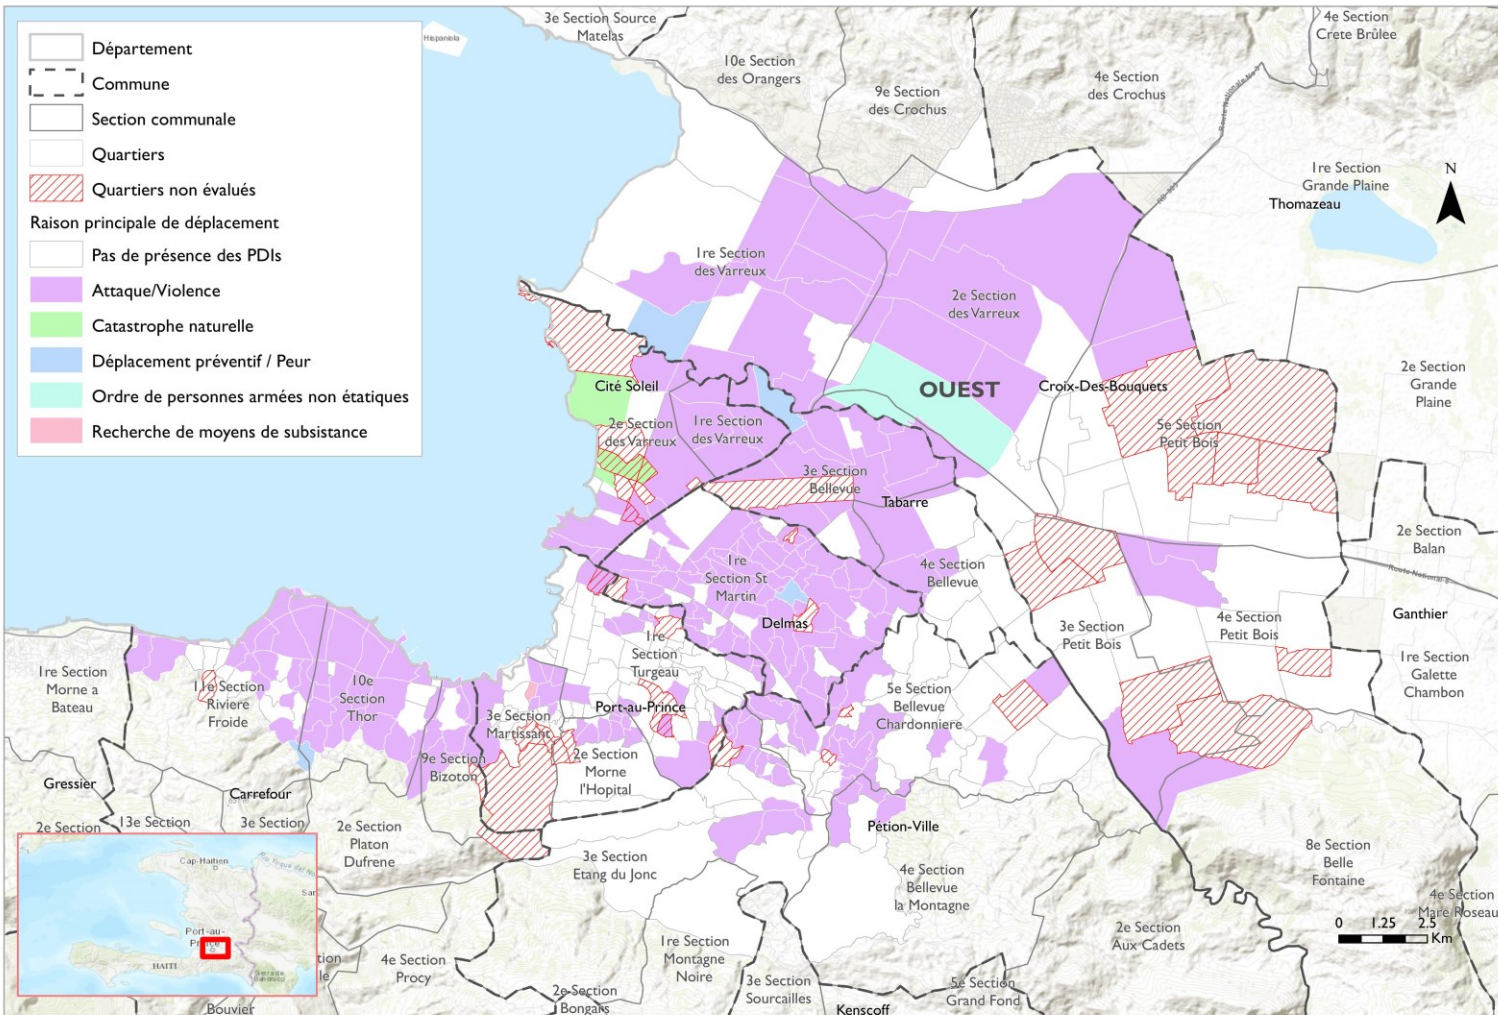 Département
Commune
Section communale
Quartiers
Quartiers non évalués
Raison principale de déplacement
Pas de présence des PDIs
Attaque/Violence
Catastrophe naturelle
Déplacement préventif / Peur
Ordre de personnes armées non étatiques
Recherche de moyens de subsistance
Hispaniola
3e Section Source
Matelas
10e Section
des Orangers
9e Section
des Crochus
4e Section
des Crochus
4e Section
Crete Brûlee
Route Nationale No 3
1re Section
Grande Plaine
Thomazeau
N
1re Section
des Varreux
2e Section
des Varreux
OUEST
Croix-Des-Bouquets
2e Section
Grande
Plaine
5e Section
Petit Bois
Cité Soleil
2e Section
des Varreux
1re Section
des Varreux
3e Section
Bellevue
Tabarre
2e Section
Balan
4e Section
Bellevue
1re
Section St
Martin
Delmas
Ganthier
3e Section
Petit Bois
4e Section
Petit Bois
1re Section
Galette
Chambon
1re Section
Morne a
Bateau
11e Section
Riviere
Froide
10e
Section
Thor
1re
Section
Turgeau
Port-au-Prince
3e Section
Martissant
5e Section
Bellevue
Chardonniere
9e Section
Bizoton
2e Section
Morne
l'Hopital
Gressier
Carrefour
2e Section
13e Section
3e Section
2e Section
Platon
Dufrene
Pétion-Ville
3e Section
Etang du Jonc
4e Section
Bellevue
la Montagne
8e Section
Belle
Fontaine
4e Section
Mare Roseau
0 1.25 2.5
Km
2e Section
Aux Cadets
1re Section
Montagne
Noire
4e Section
Procy
3e Section
Sourcailles
5e Section
Grand Fond
2e Section
Bongars
Kenscoff
Bouvier
Cap-Haïtien
Port-au-
Prince
HAITI